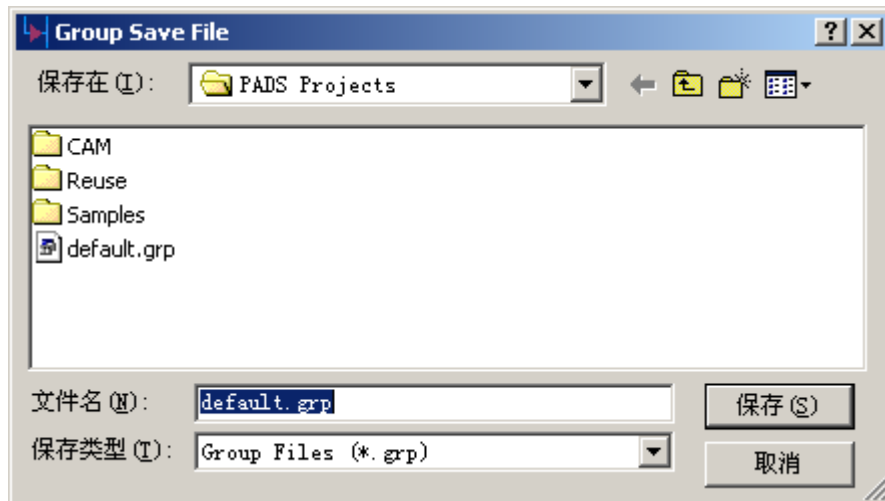 Group Save File
保存在(I): PADS Projects
CAM
Reuse
Samples
default.grp
文件名(N): default.grp 保存(S)
保存类型(T): Group Files (*.grp) 取消